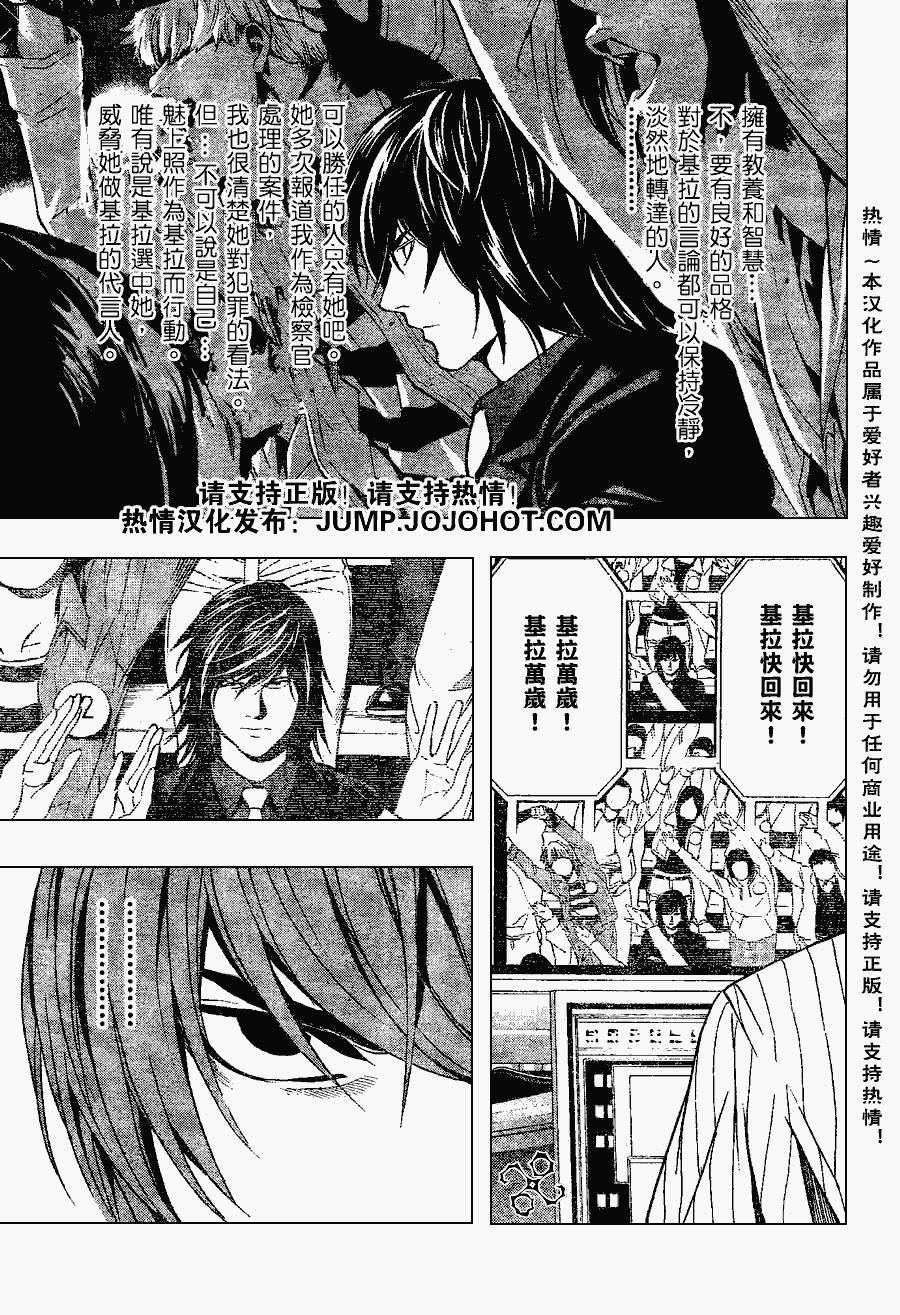 擁有教養和智慧…
不，要有良好的品格
對於基拉的言論都可以保持冷靜，
淡然地轉達的人。
…………
可以勝任的人只有她吧。
她多次報道我作為檢察官
處理的案件，
我也很清楚她對犯罪的看法。
但…不可以說是自己…
魅上照作為基拉而行動。
唯有說是基拉選中她，
威脅她做基拉的代言人。
请支持正版！请支持热情！
热情汉化发布：JUMP.JOJOHOT.COM
基拉快回來！
基拉快回來！
基拉萬歲！
基拉萬歲！
12
…………
…………
热情～本汉化作品属于爱好者兴趣爱好制作！请勿用于任何商业用途！请支持正版！请支持热情！